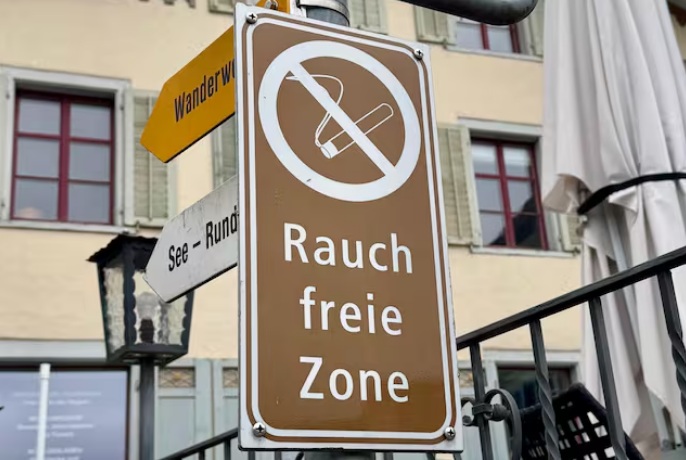 Wanderw
See – Rund
Rauch
freie
Zone